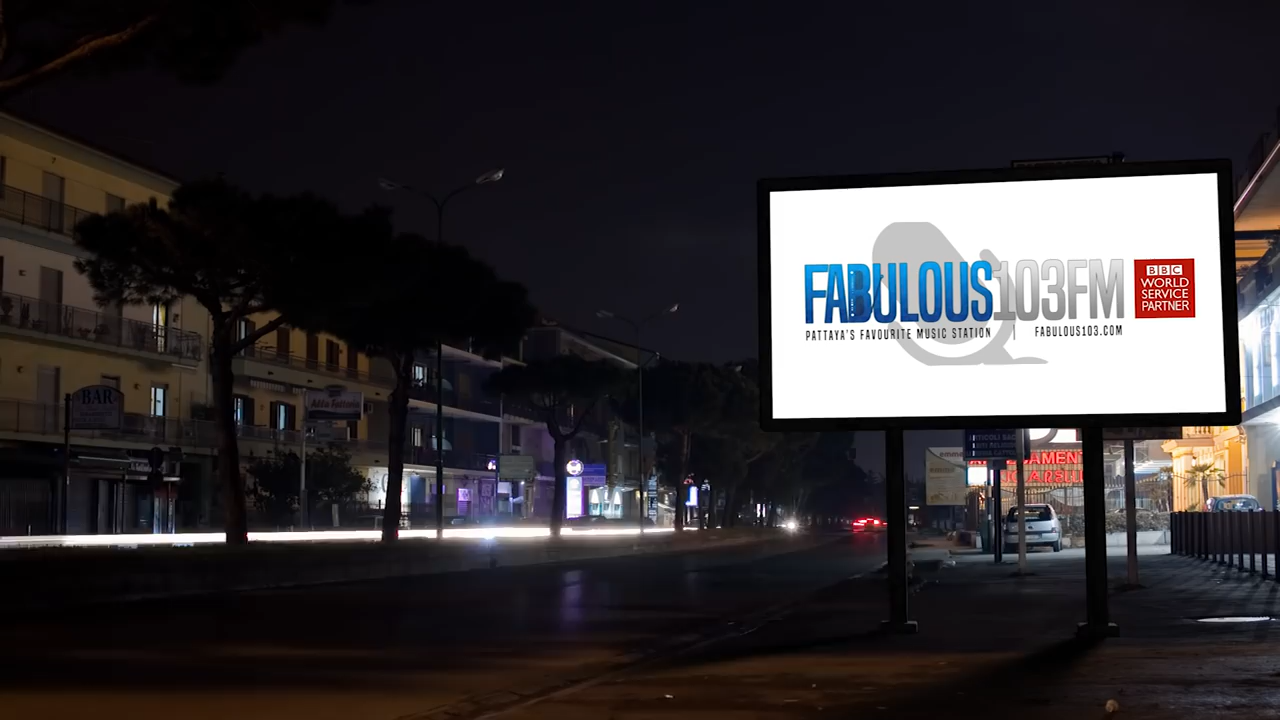 FABULOUS103FM
PATTAYA'S FAVOURITE MUSIC STATION | FABULOUS103.COM
BBC
WORLD
SERVICE
PARTNER
BAR